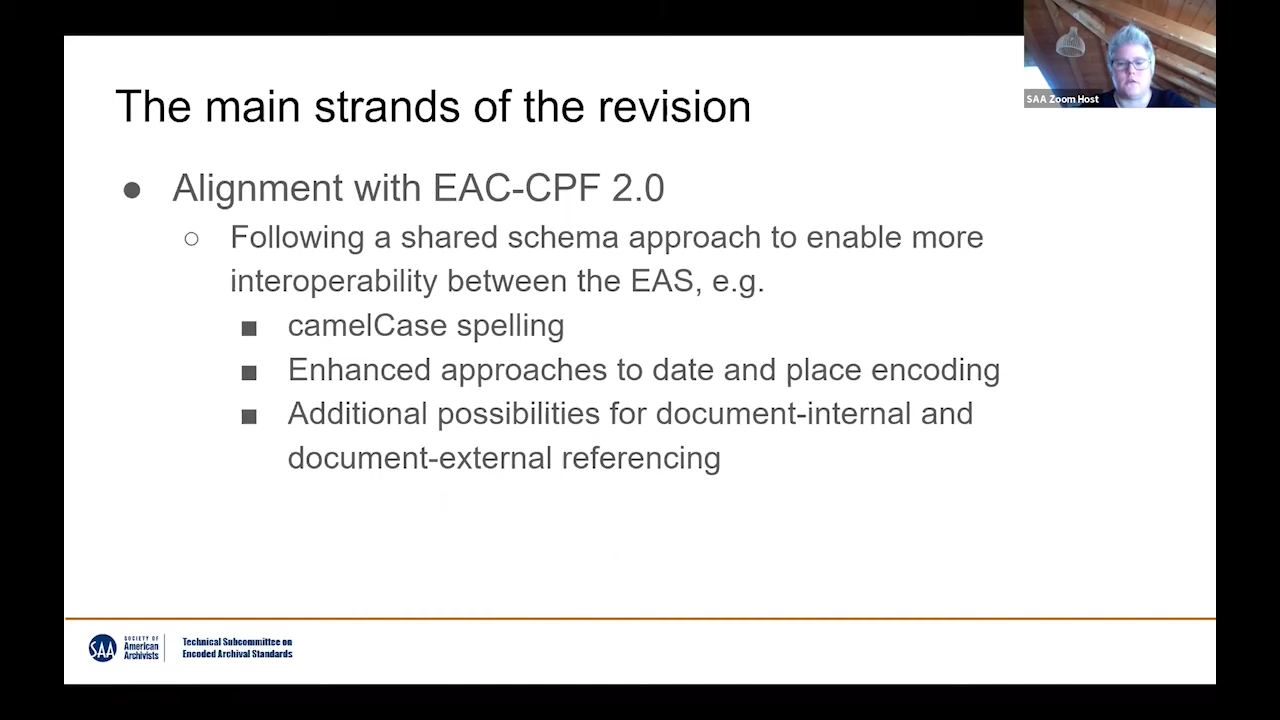 SAA Zoom Host
The main strands of the revision
● Alignment with EAC-CPF 2.0
○ Following a shared schema approach to enable more
interoperability between the EAS, e.g.
■ camelCase spelling
■ Enhanced approaches to date and place encoding
■ Additional possibilities for document-internal and
document-external referencing
SAA
SOCIETY OF
American
Archivists
Technical Subcommittee on
Encoded Archival Standards